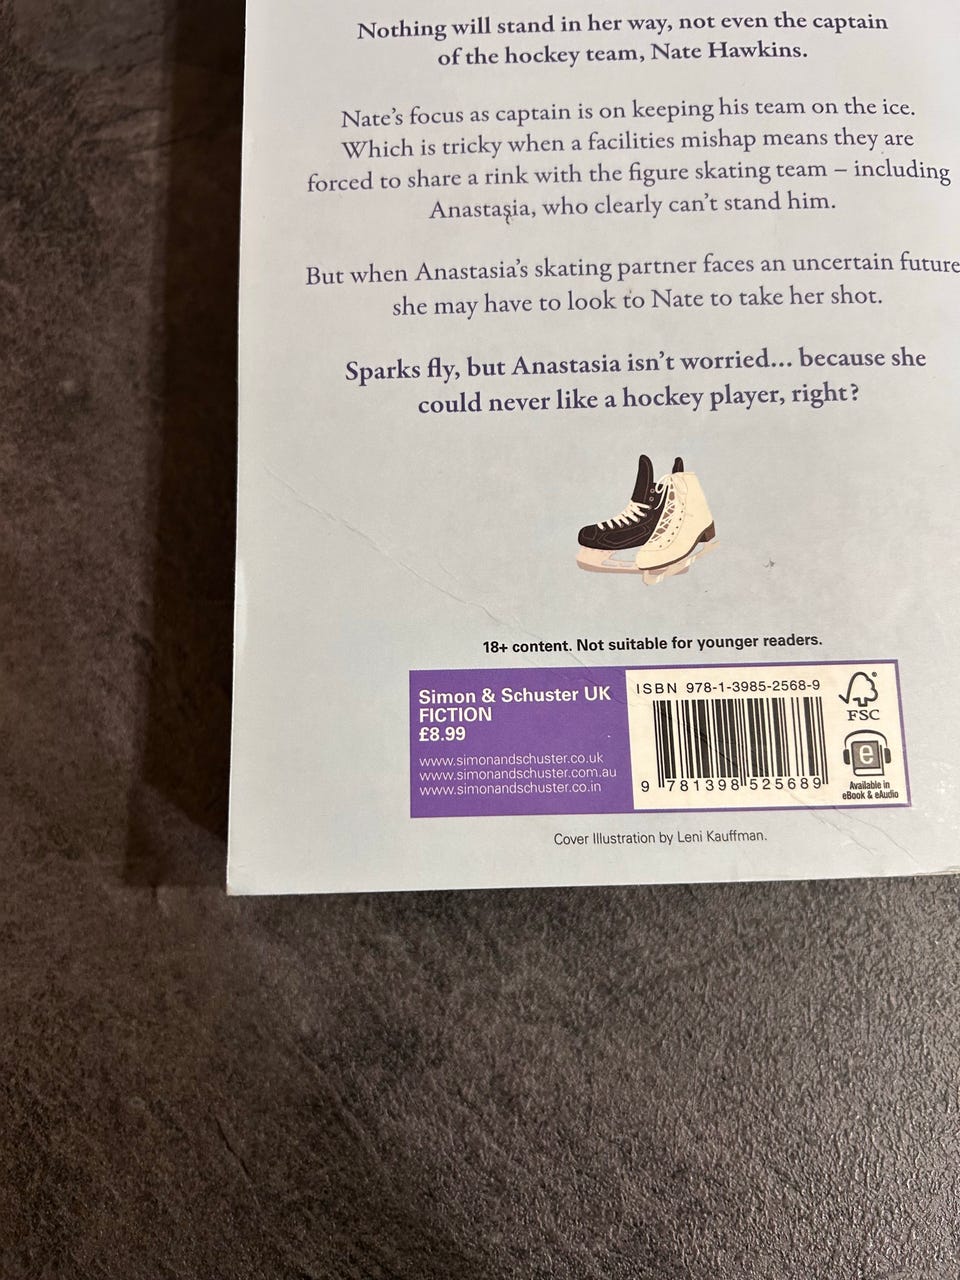 Nothing will stand in her way, not even the captain
of the hockey team, Nate Hawkins.
Nate's focus as captain is on keeping his team on the ice.
Which is tricky when a facilities mishap means they are
forced to share a rink with the figure skating team – including
Anastasia, who clearly can't stand him.
But when Anastasia's skating partner faces an uncertain future
she may have to look to Nate to take her shot.
Sparks fly, but Anastasia isn't worried... because she
could never like a hockey player, right?
18+ content. Not suitable for younger readers.
Simon & Schuster UK
FICTION
£8.99
www.simonandschuster.co.uk
www.simonandschuster.com.au
www.simonandschuster.co.in
ISBN 978-1-3985-2568-9
9 781398 525689
FSC
e
Available in
eBook & eAudio
Cover Illustration by Leni Kauffman.